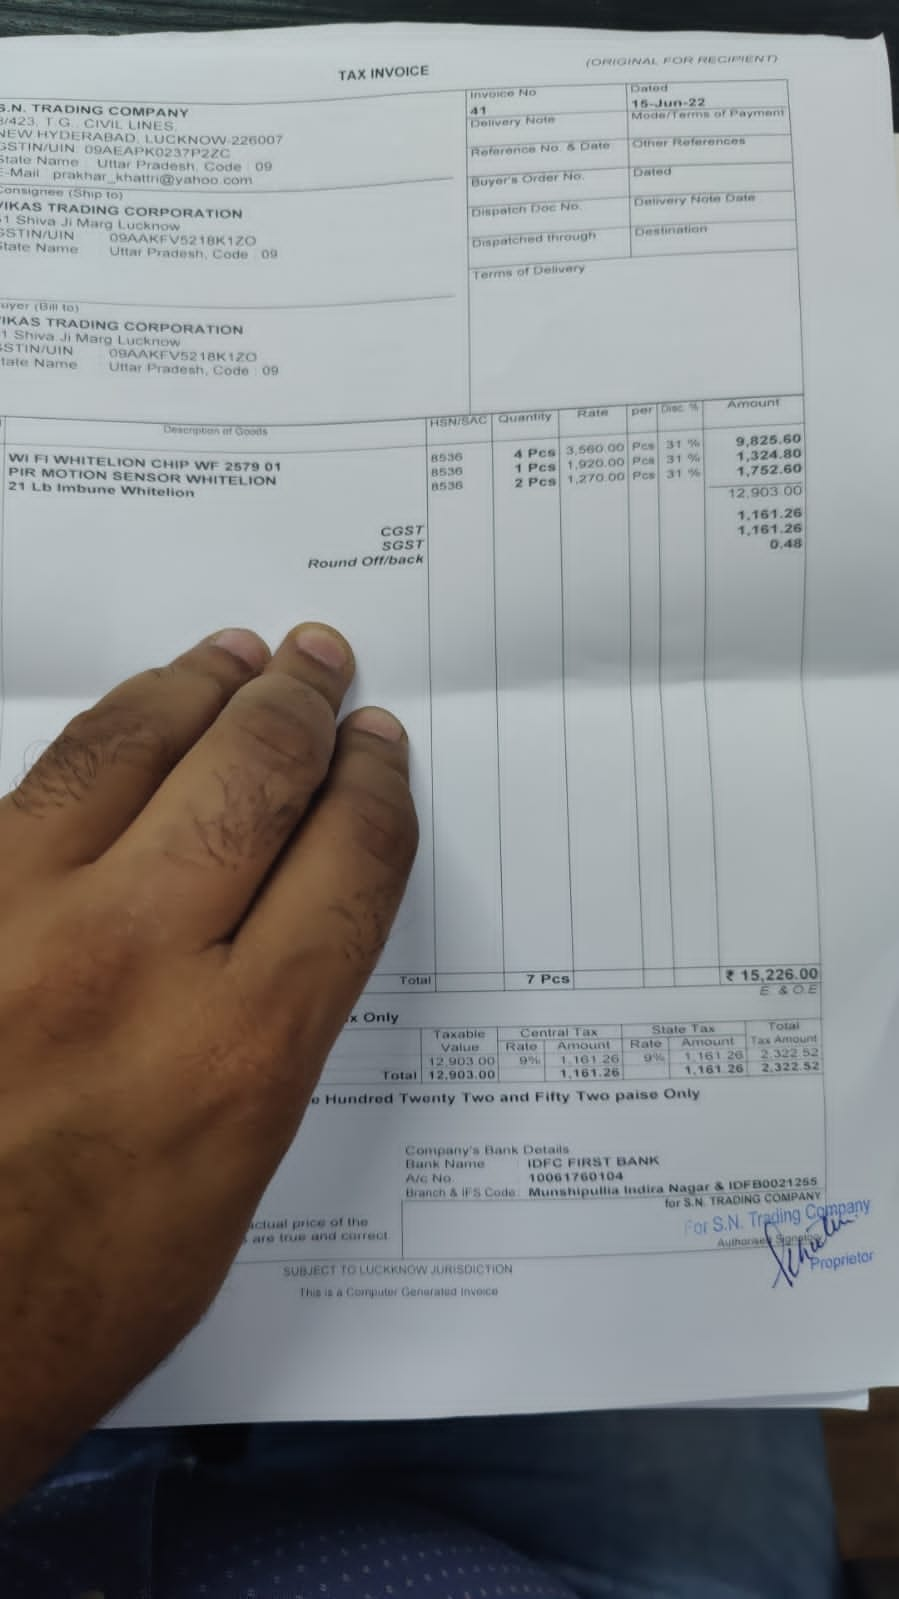 TAX INVOICE
(ORIGINAL FOR RECIPIENT)
S.N. TRADING COMPANY
3/423, T.G., CIVIL LINES,
NEW HYDERABAD, LUCKNOW-226007
GSTIN/UIN: 09AEAPK0237P2ZC
State Name : Uttar Pradesh, Code : 09
E-Mail : prakhar_khattri@yahoo.com
Invoice No.
41
Dated
15-Jun-22
Delivery Note
Mode/Terms of Payment
Reference No. & Date.
Other References
Buyer's Order No.
Dated
Dispatch Doc No.
Delivery Note Date
Dispatched through
Destination
Terms of Delivery
Consignee (Ship to)
VIKAS TRADING CORPORATION
1 Shiva Ji Marg Lucknow
GSTIN/UIN : 09AAKFV5218K1ZO
State Name : Uttar Pradesh, Code : 09
uyer (Bill to)
VIKAS TRADING CORPORATION
1 Shiva Ji Marg Lucknow
GSTIN/UIN : 09AAKFV5218K1ZO
tate Name : Uttar Pradesh, Code : 09
Description of Goods HSN/SAC Quantity Rate per Disc. % Amount
WI FI WHITELION CHIP WF 2579 01 8536 4 Pcs 3,560.00 Pcs 31 % 9,825.60
PIR MOTION SENSOR WHITELION 8536 1 Pcs 1,920.00 Pcs 31 % 1,324.80
21 Lb Imbune Whitelion 8536 2 Pcs 1,270.00 Pcs 31 % 1,752.60
12,903.00
CGST 1,161.26
SGST 1,161.26
Round Off/back 0.48
Total 7 Pcs ₹ 15,226.00
E. & O.E
x Only
Taxable Value Central Tax State Tax Total
Rate Amount Rate Amount Tax Amount
12,903.00 9% 1,161.26 9% 1,161.26 2,322.52
Total 12,903.00 1,161.26 1,161.26 2,322.52
e Hundred Twenty Two and Fifty Two paise Only
Company's Bank Details
Bank Name : IDFC FIRST BANK
A/c No. : 10061760104
Branch & IFS Code : Munshipullia Indira Nagar & IDFB0021255
for S.N. TRADING COMPANY
actual price of the
are true and correct.
For S.N. Trading Company
Authorised Signatory
Proprietor
SUBJECT TO LUCKKNOW JURISDICTION
This is a Computer Generated Invoice